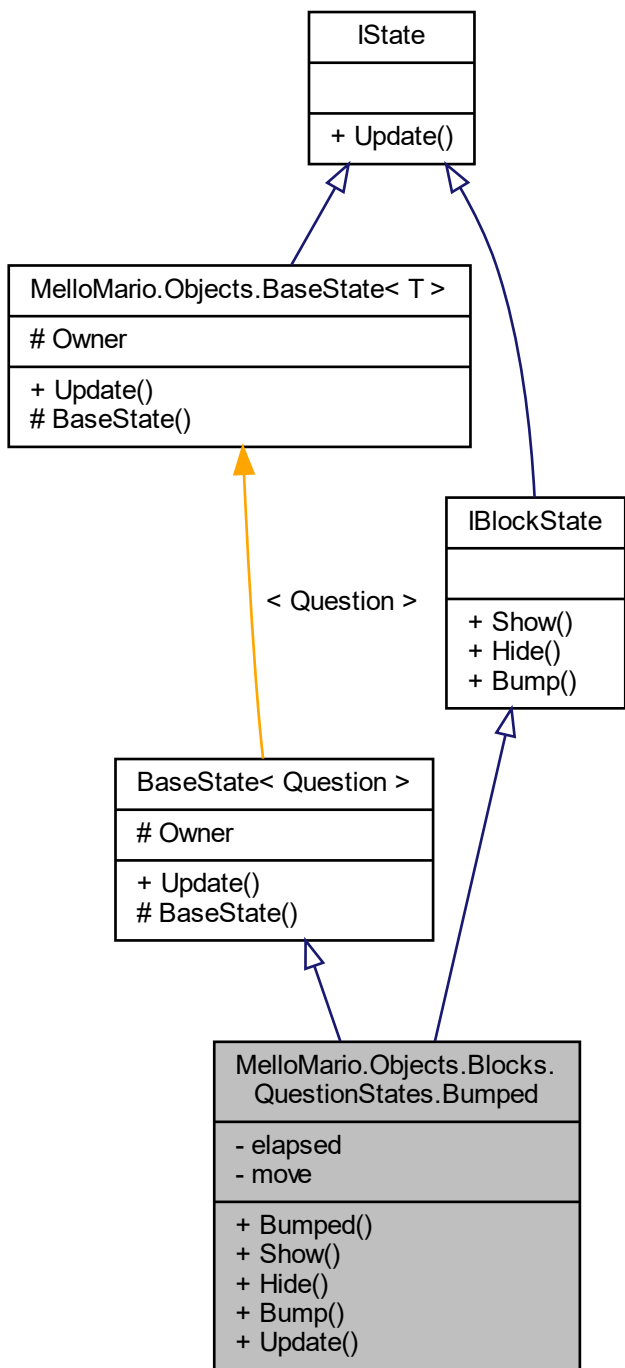 IState
+ Update()
MelloMario.Objects.BaseState< T >
# Owner
+ Update()
# BaseState()
IBlockState
+ Show()
+ Hide()
+ Bump()
< Question >
BaseState< Question >
# Owner
+ Update()
# BaseState()
MelloMario.Objects.Blocks.
QuestionStates.Bumped
- elapsed
- move
+ Bumped()
+ Show()
+ Hide()
+ Bump()
+ Update()